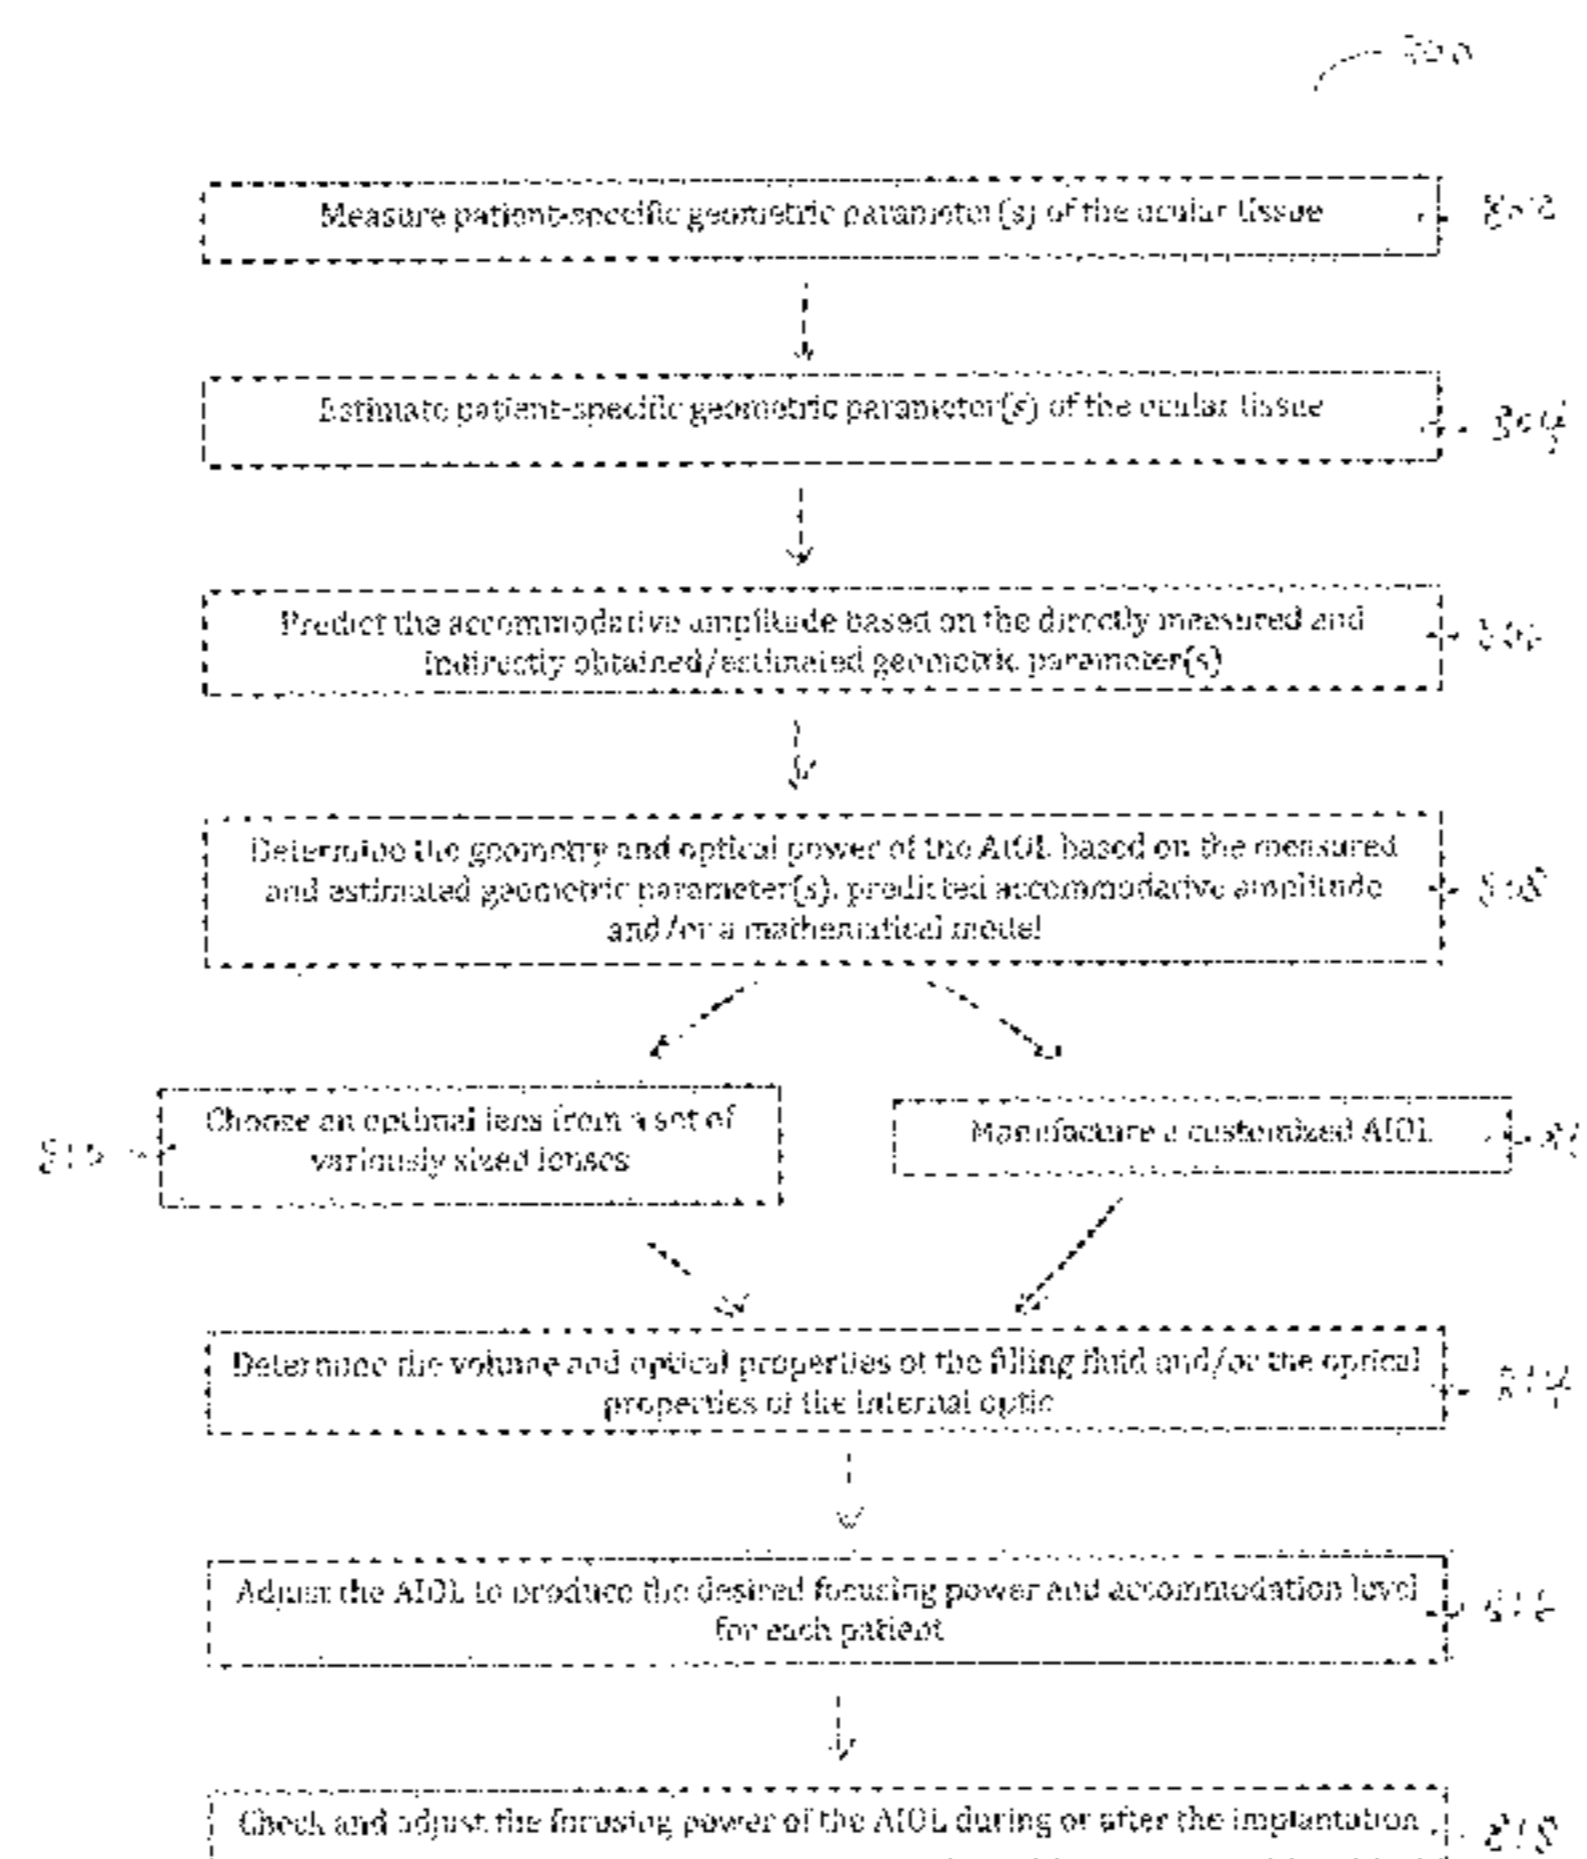 Measure patient-specific geometric parameter(s) of the ocular tissue
802
Estimate patient-specific geometric parameter(s) of the ocular tissue
804
Predict the accommodative amplitude based on the directly measured and
indirectly obtained/estimated geometric parameter(s)
Determine the geometry and optical power of the AIOL based on the measured
and estimated geometric parameter(s), predicted accommodative amplitude
and/or a mathematical model
808
Choose an optimal lens from a set of
variously sized lenses
810
Manufacture a customized AIOL
Determine the volume and optical properties of the filling fluid and/or the optical
properties of the internal optic
814
Adjust the AIOL to produce the desired focusing power and accommodation level
for each patient
Check and adjust the focusing power of the AIOL during or after the implantation
818